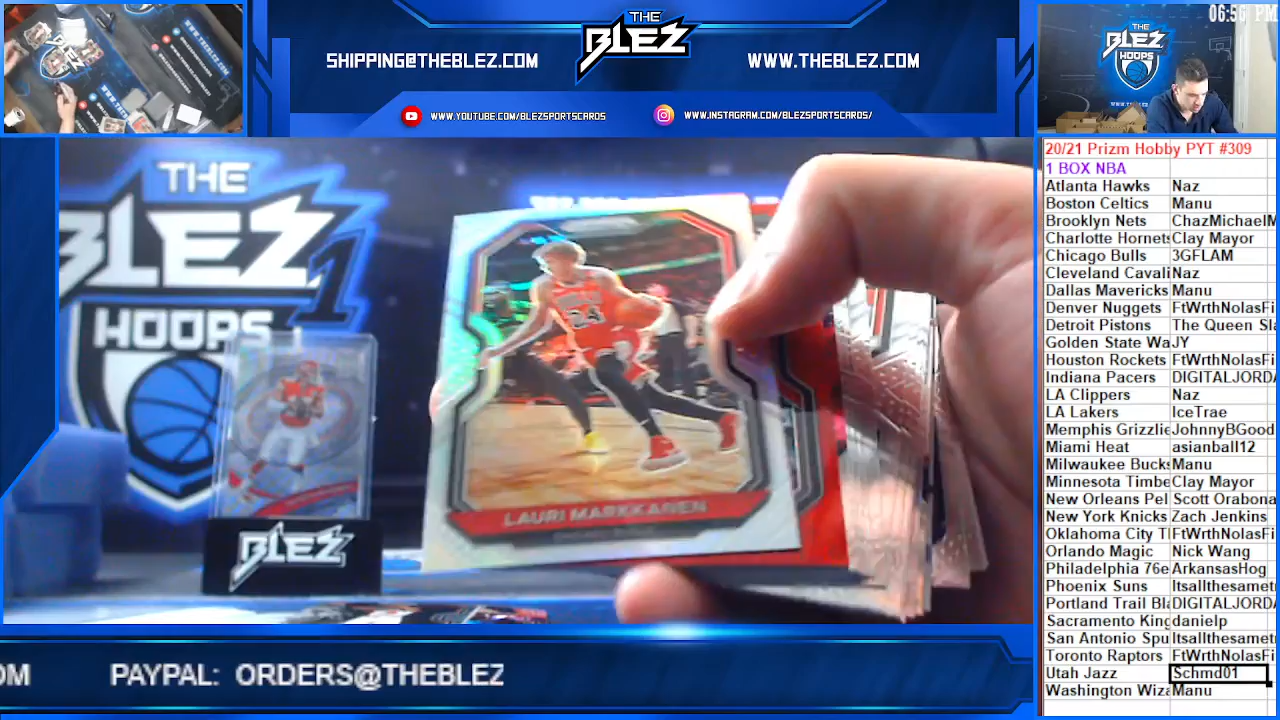 THE
BLEZ
SHIPPING@THEBLEZ.COM
WWW.THEBLEZ.COM
WWW.YOUTUBE.COM/BLEZSPORTSCARDS
WWW.INSTAGRAM.COM/BLEZSPORTSCARDS/
06:56 PM
THE
BLEZ
HOOPS
THE
BLEZ 1
HOOPS
BLEZ
24
LAURI MARKKANEN
OM PAYPAL: ORDERS@THEBLEZ
20/21 Prizm Hobby PYT #309
1 BOX NBA
Atlanta Hawks Naz
Boston Celtics Manu
Brooklyn Nets ChazMichaelM
Charlotte Hornets Clay Mayor
Chicago Bulls 3GFLAM
Cleveland Cavali Naz
Dallas Mavericks Manu
Denver Nuggets FtWrthNolasFi
Detroit Pistons The Queen Sl
Golden State Wa JY
Houston Rockets FtWrthNolasFi
Indiana Pacers DIGITALJORDA
LA Clippers Naz
LA Lakers IceTrae
Memphis Grizzlie JohnnyBGood
Miami Heat asianball12
Milwaukee Bucks Manu
Minnesota Timbe Clay Mayor
New Orleans Pel Scott Orabona
New York Knicks Zach Jenkins
Oklahoma City T FtWrthNolasFi
Orlando Magic Nick Wang
Philadelphia 76e ArkansasHog
Phoenix Suns Itsallthesamet
Portland Trail Bla DIGITALJORDA
Sacramento King danielp
San Antonio Spu Itsallthesamet
Toronto Raptors FtWrthNolasFi
Utah Jazz Schmd01
Washington Wiza Manu